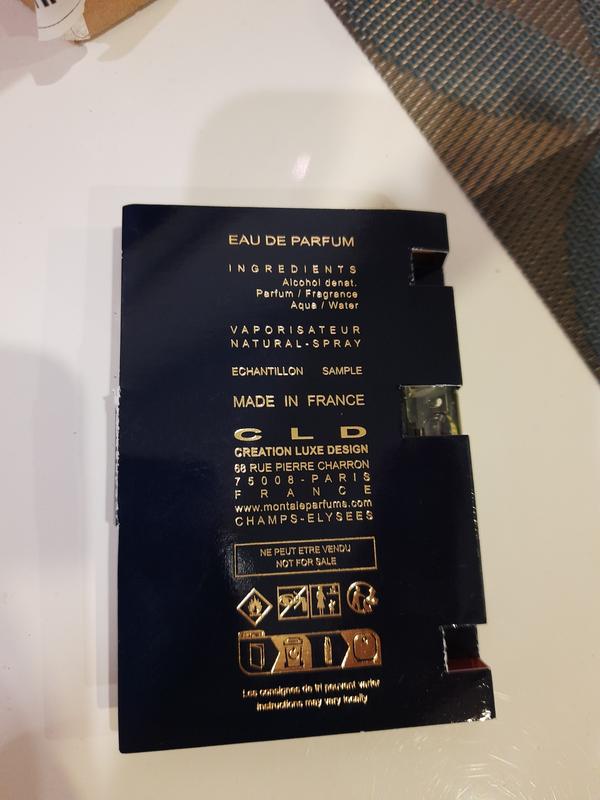 EAU DE PARFUM
INGREDIENTS
Alcohol denat.
Parfum / Fragrance
Aqua / Water
VAPORISATEUR
NATURAL-SPRAY
ECHANTILLON SAMPLE
MADE IN FRANCE
CLD
CREATION LUXE DESIGN
68 RUE PIERRE CHARRON
75008-PARIS
FRANCE
www.montaleparfums.com
CHAMPS-ELYSEES
NE PEUT ETRE VENDU
NOT FOR SALE
Les consignes de tri peuvent varier
Instructions may vary locally